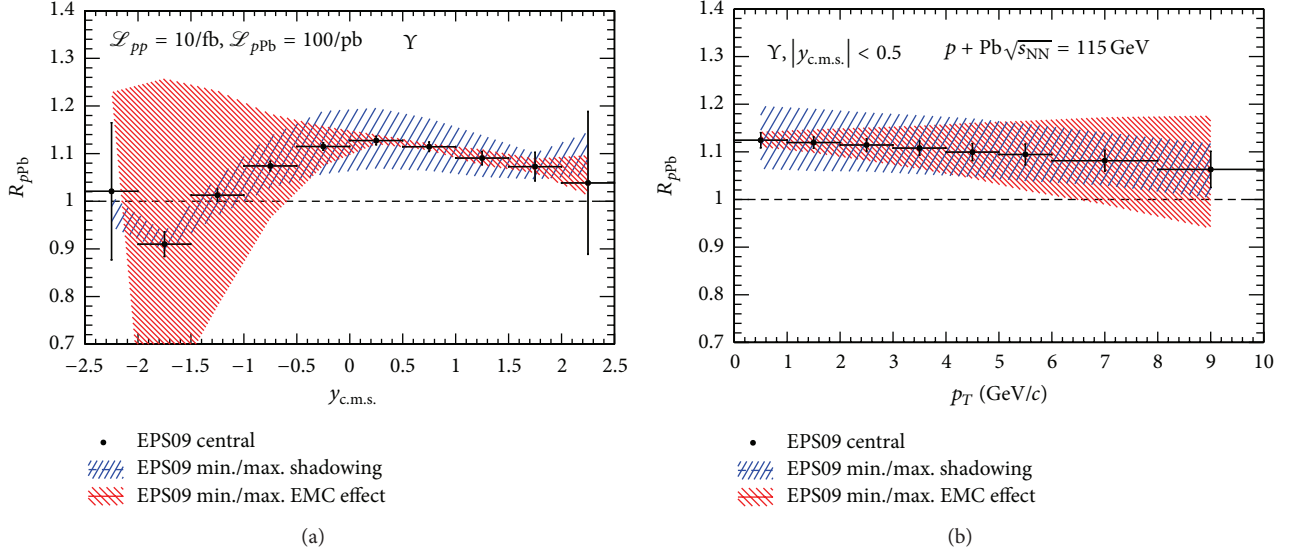 1.4
1.3
1.2
1.1
1
0.9
0.8
0.7
R_pPb
ℒ_pp = 10/fb, ℒ_pPb = 100/pb ϒ
−2.5 −2 −1.5 −1 −0.5 0 0.5 1 1.5 2 2.5
y_c.m.s.
EPS09 central
EPS09 min./max. shadowing
EPS09 min./max. EMC effect
(a)
1.4
1.3
1.2
1.1
1
0.9
0.8
0.7
R_pPb
ϒ, |y_c.m.s.| < 0.5 p + Pb √s_NN = 115 GeV
0 1 2 3 4 5 6 7 8 9 10
p_T (GeV/c)
EPS09 central
EPS09 min./max. shadowing
EPS09 min./max. EMC effect
(b)